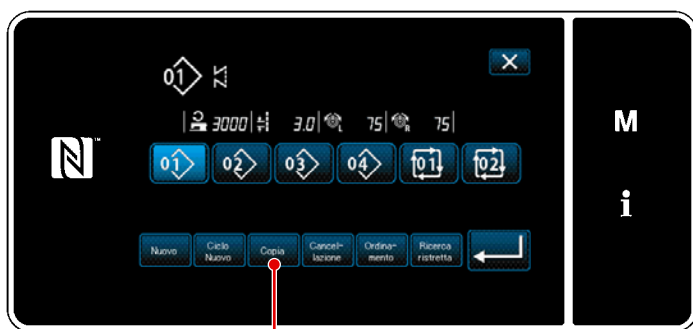 01
3000 3.0 L 75 R 75
01 02 03 04 01 02
Nuovo Ciclo Nuovo Copia Cancel- lazione Ordina- mento Ricerca ristretta
M
i